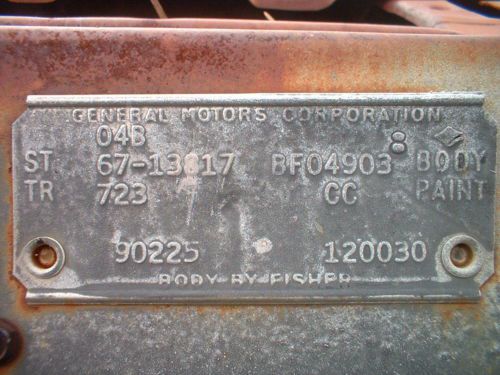 GENERAL MOTORS CORPORATION
04B
ST 67-13817 BF04903 8 BODY
TR 723 CC PAINT
90225 120030
BODY BY FISHER